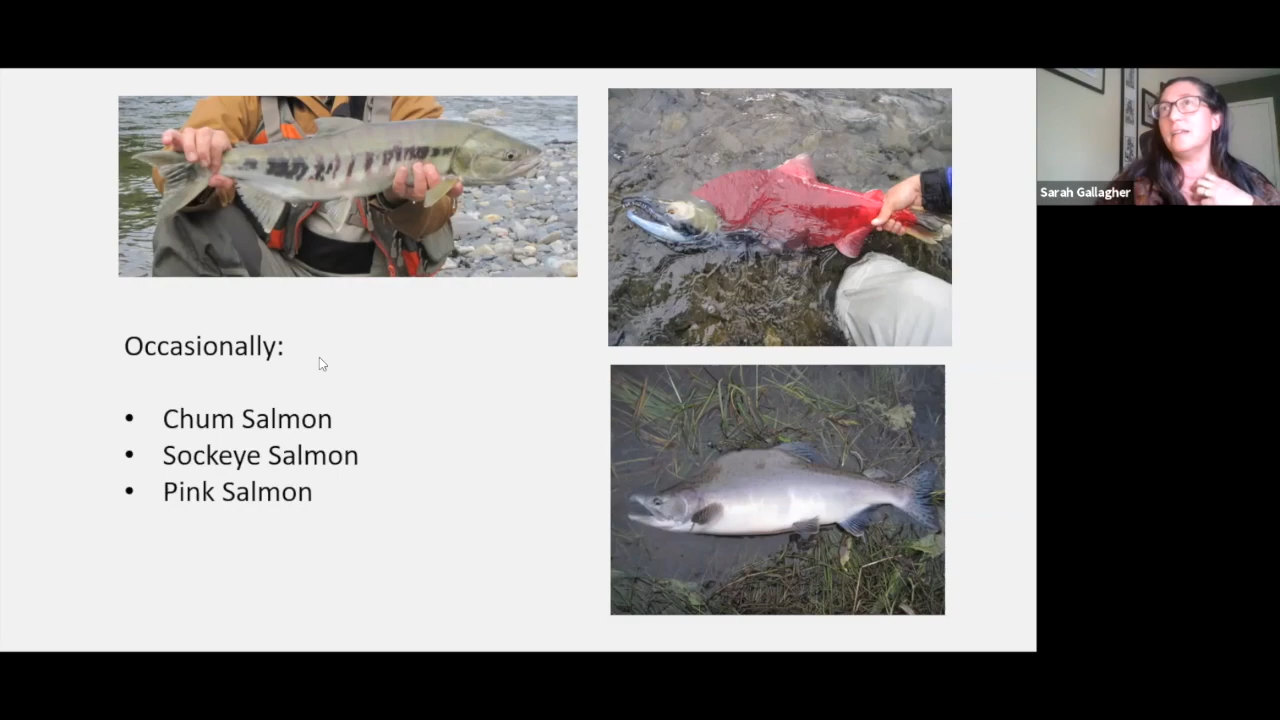 Occasionally:
• Chum Salmon
• Sockeye Salmon
• Pink Salmon
Sarah Gallagher